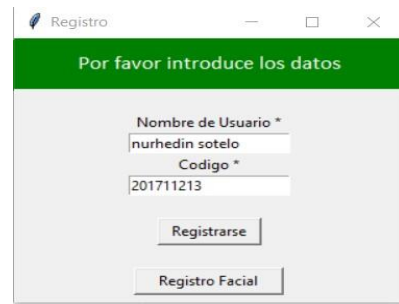 Registro
Por favor introduce los datos
Nombre de Usuario *
nurhedin sotelo
Codigo *
201711213
Registrarse
Registro Facial